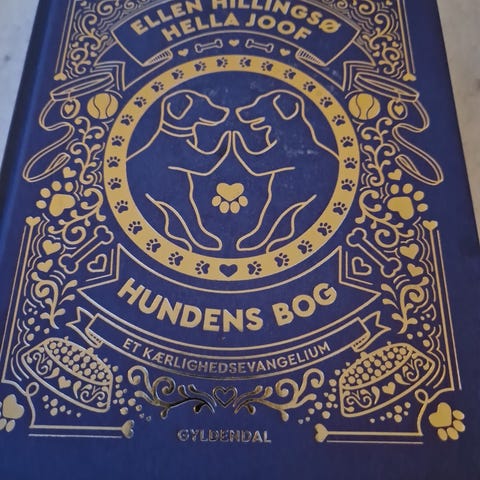 ELLEN HILLINGSØ
HELLA JOOF
HUNDENS BOG
ET KÆRLIGHEDSEVANGELIUM
GYLDENDAL